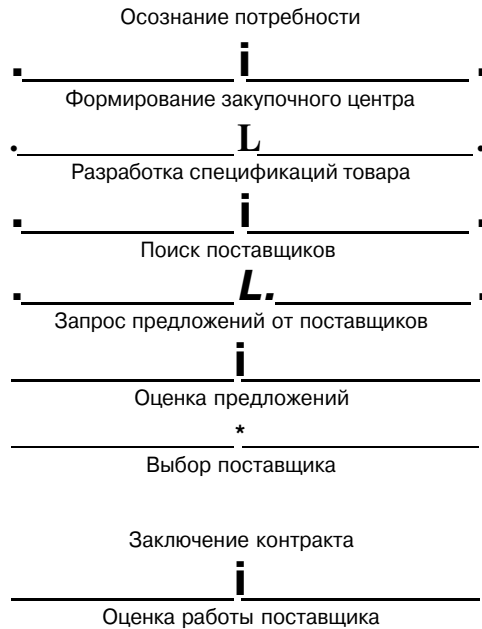 Осознание потребности
Формирование закупочного центра
Разработка спецификаций товара
Поиск поставщиков
Запрос предложений от поставщиков
Оценка предложений
Выбор поставщика
Заключение контракта
Оценка работы поставщика